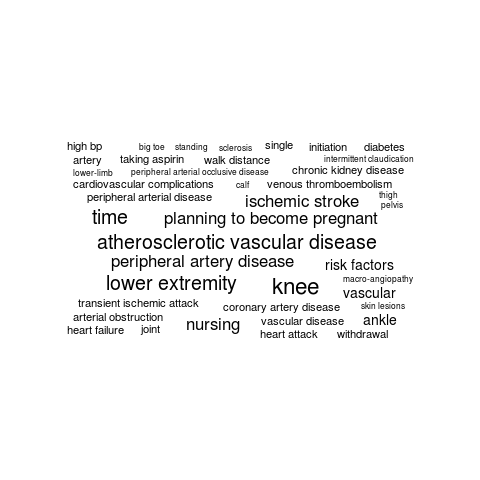 high bp big toe standing sclerosis single initiation diabetes
artery taking aspirin walk distance intermittent claudication
lower-limb peripheral arterial occlusive disease chronic kidney disease
cardiovascular complications calf venous thromboembolism
peripheral arterial disease ischemic stroke thigh
pelvis
time planning to become pregnant
atherosclerotic vascular disease
peripheral artery disease risk factors
lower extremity knee macro-angiopathy
vascular
transient ischemic attack coronary artery disease skin lesions
arterial obstruction nursing vascular disease ankle
heart failure joint heart attack withdrawal